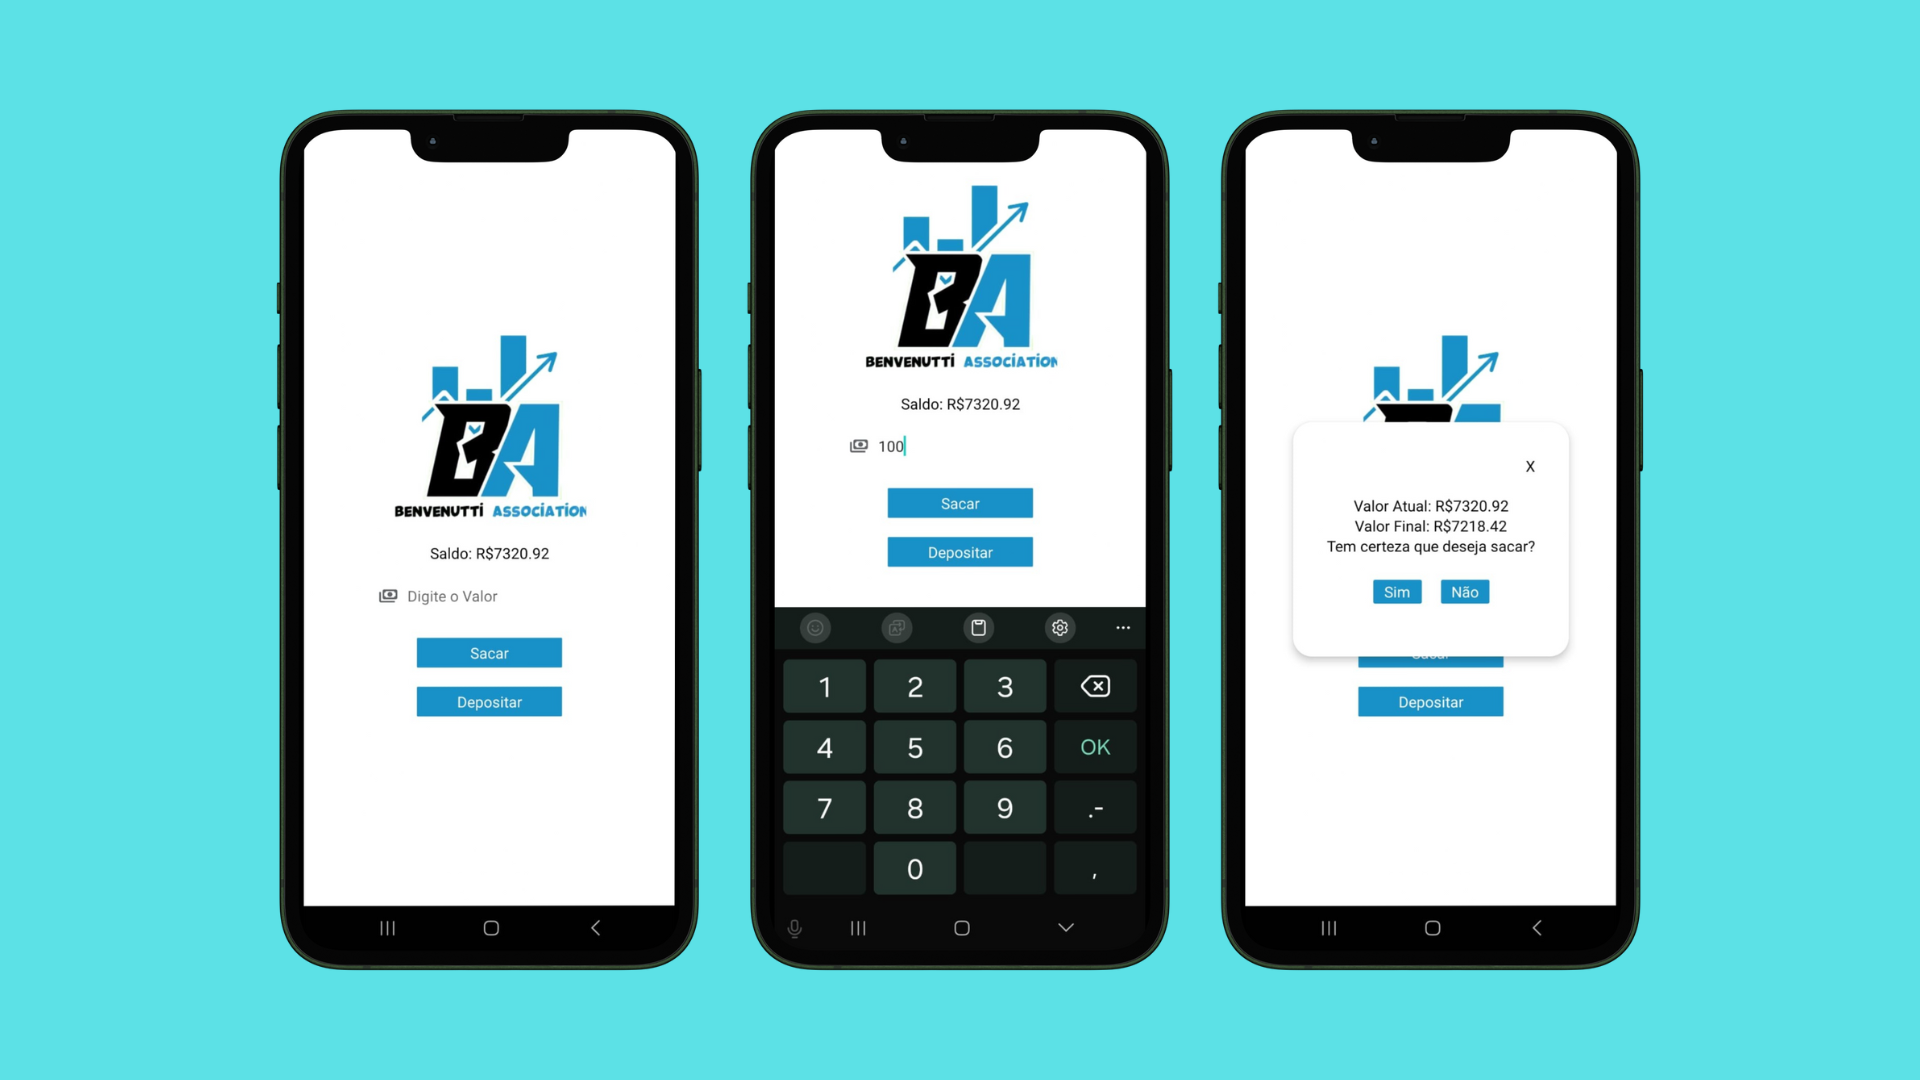 BA
BENVENUTTI ASSOCIATION
Saldo: R$7320.92
Digite o Valor
Sacar
Depositar
BA
BENVENUTTI ASSOCIATION
Saldo: R$7320.92
100
Sacar
Depositar
1 2 3
4 5 6 OK
7 8 9 .-
0 ,
X
Valor Atual: R$7320.92
Valor Final: R$7218.42
Tem certeza que deseja sacar?
Sim Não
Sacar
Depositar